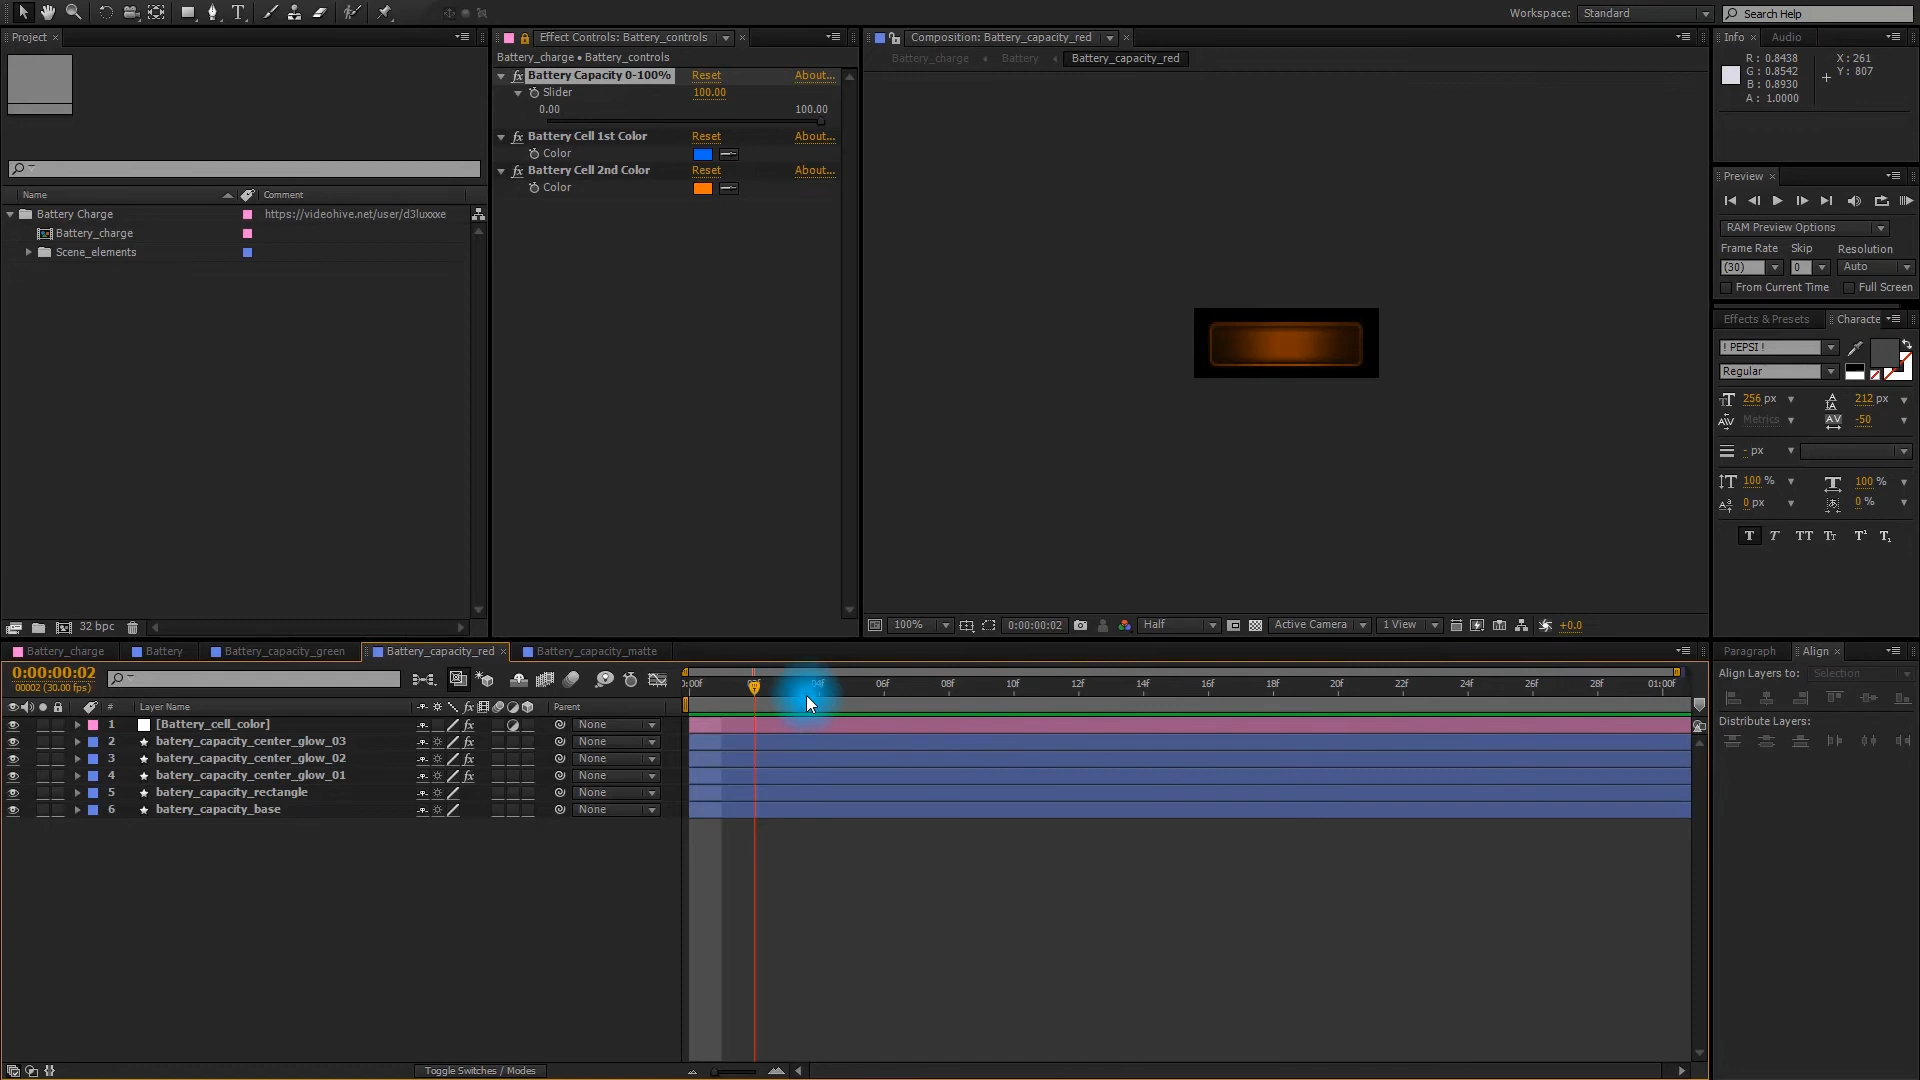 Workspace: Standard Search Help
Project
Effect Controls: Battery_controls
Composition: Battery_capacity_red
Info Audio
Battery_charge • Battery_controls
Battery_charge Battery Battery_capacity_red
R: 0.8438 X: 261
G: 0.8542 Y: 807
B: 0.8930
A: 1.0000
Battery Capacity 0-100% Reset About...
Slider 100.00
0.00 100.00
Battery Cell 1st Color Reset About...
Color
Battery Cell 2nd Color Reset About...
Color
Name Comment
Battery Charge https://videohive.net/user/d3luxxxe
Battery_charge
Scene_elements
32 bpc
Preview
RAM Preview Options
Frame Rate Skip Resolution
(30) 0 Auto
From Current Time Full Screen
Effects & Presets Characte
! PEPSI !
Regular
256 px 212 px
Metrics -50
- px
100 % 100 %
0 px 0 %
T T TT Tт T¹ T₁
100% 0:00:00:02 Half Active Camera 1 View +0.0
Battery_charge Battery Battery_capacity_green Battery_capacity_red Battery_capacity_matte
Paragraph Align
0:00:00:02
00002 (30.00 fps)
04f 06f 08f 10f 12f 14f 16f 18f 20f 22f 24f 26f 28f 01:00f
Align Layers to: Selection
Distribute Layers:
# Layer Name Parent
1 [Battery_cell_color] None
2 batery_capacity_center_glow_03 None
3 batery_capacity_center_glow_02 None
4 batery_capacity_center_glow_01 None
5 batery_capacity_rectangle None
6 batery_capacity_base None
Toggle Switches / Modes